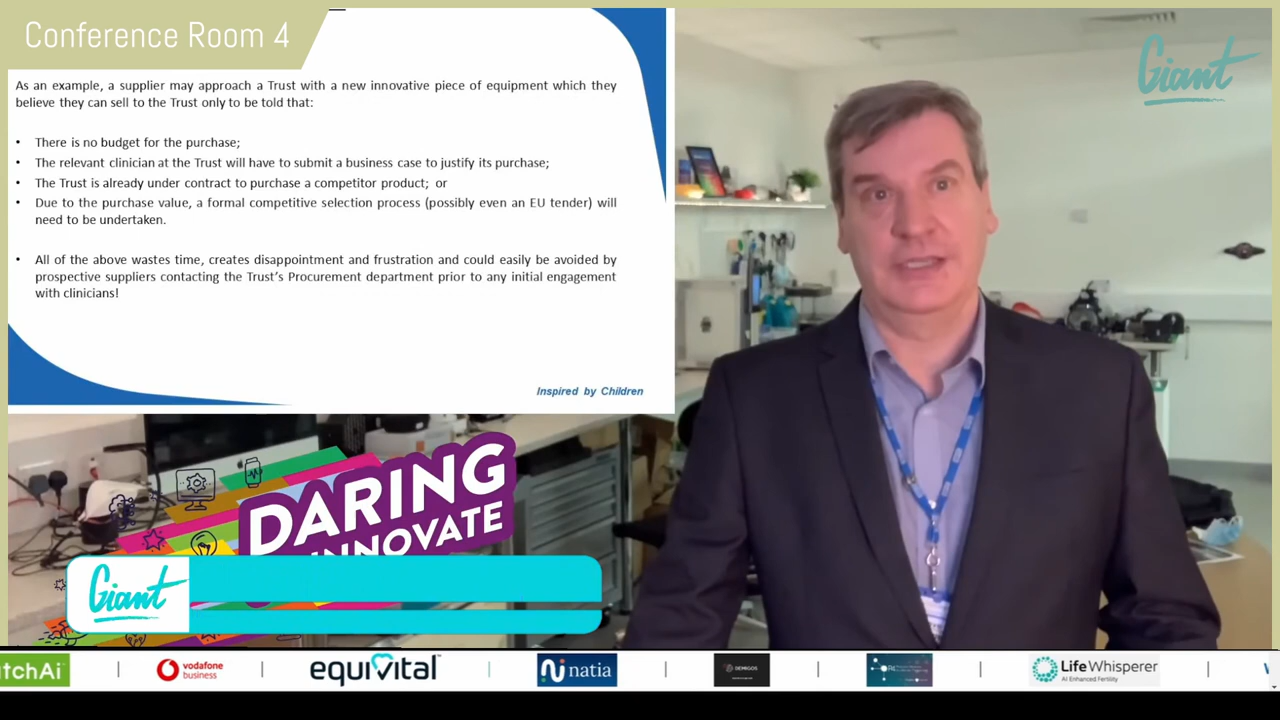 Conference Room 4
Giant
As an example, a supplier may approach a Trust with a new innovative piece of equipment which they
believe they can sell to the Trust only to be told that:
• There is no budget for the purchase;
• The relevant clinician at the Trust will have to submit a business case to justify its purchase;
• The Trust is already under contract to purchase a competitor product; or
• Due to the purchase value, a formal competitive selection process (possibly even an EU tender) will
need to be undertaken.
• All of the above wastes time, creates disappointment and frustration and could easily be avoided by
prospective suppliers contacting the Trust's Procurement department prior to any initial engagement
with clinicians!
Inspired by Children
DARING
INNOVATE
Giant
tchAi
vodafone
business
equivital™
natia
DEMIGOS
Life Whisperer
AI Enhanced Fertility